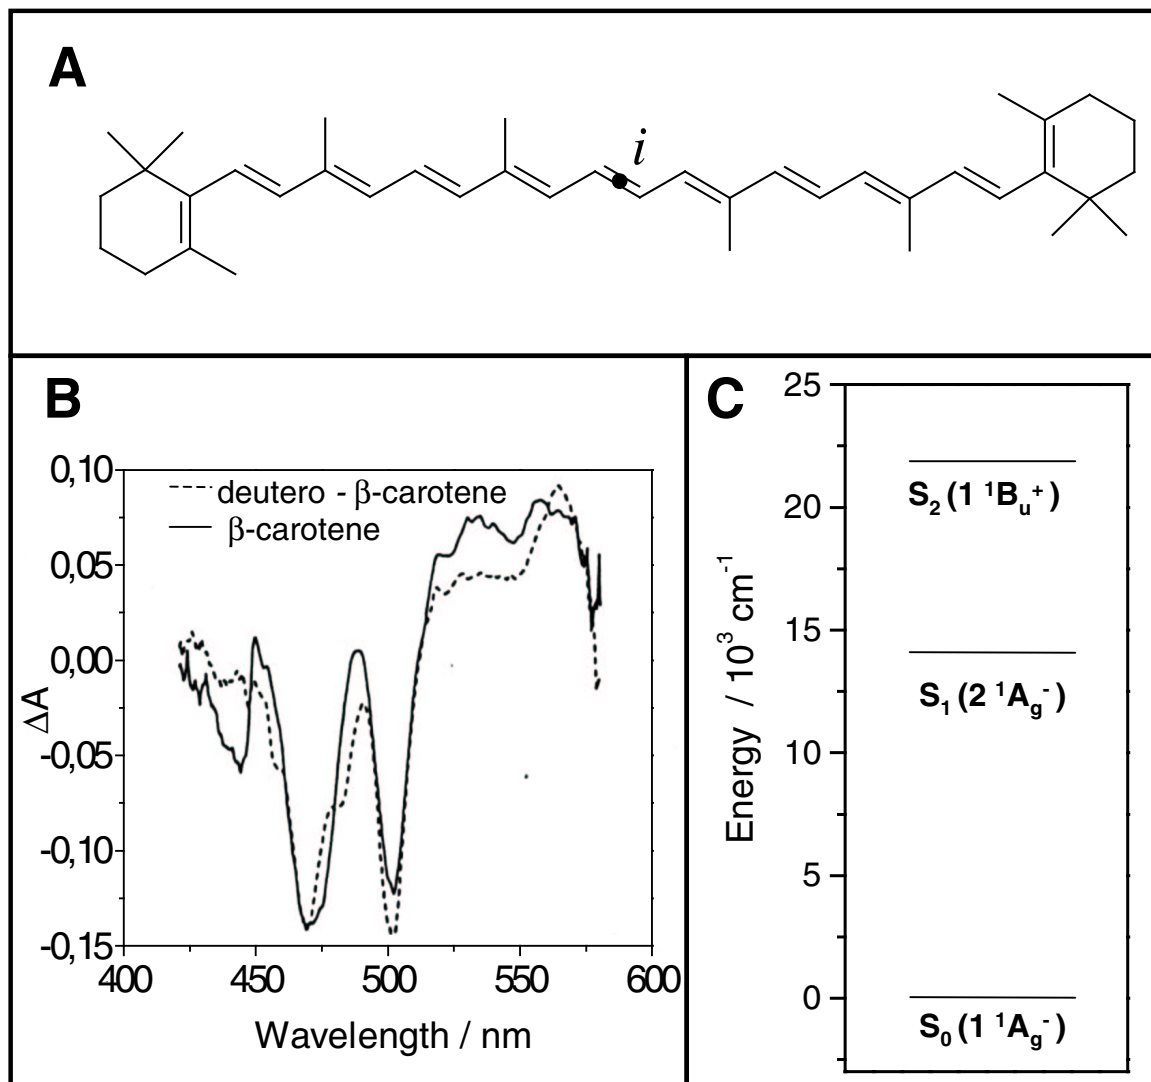 A
i
B
0,10
0,05
0,00
-0,05
-0,10
-0,15
ΔA
deutero - β-carotene
β-carotene
400
450
500
550
600
Wavelength / nm
C
25
20
15
10
5
0
Energy / 10³ cm⁻¹
S₂ (1 ¹Bᵤ⁺)
S₁ (2 ¹A_g⁻)
S₀ (1 ¹A_g⁻)